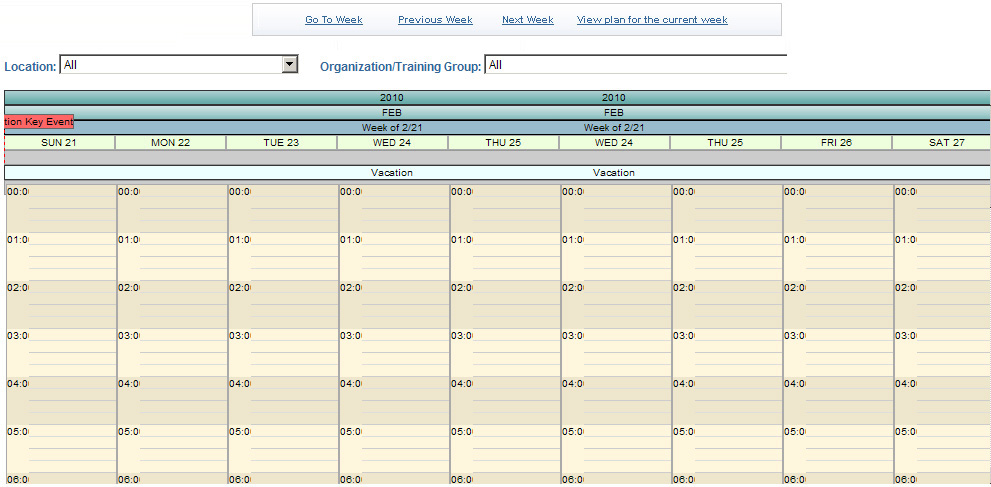 Go To Week Previous Week Next Week View plan for the current week
Location: All Organization/Training Group: All
2010 2010
FEB FEB
tion Key Event
Week of 2/21 Week of 2/21
SUN 21 MON 22 TUE 23 WED 24 THU 25 WED 24 THU 25 FRI 26 SAT 27
Vacation Vacation
00:0 00:0 00:0 00:0 00:0 00:0 00:0 00:0 00:0
01:0 01:0 01:0 01:0 01:0 01:0 01:0 01:0 01:0
02:0 02:0 02:0 02:0 02:0 02:0 02:0 02:0 02:0
03:0 03:0 03:0 03:0 03:0 03:0 03:0 03:0 03:0
04:0 04:0 04:0 04:0 04:0 04:0 04:0 04:0 04:0
05:0 05:0 05:0 05:0 05:0 05:0 05:0 05:0 05:0
06:0 06:0 06:0 06:0 06:0 06:0 06:0 06:0 06:0